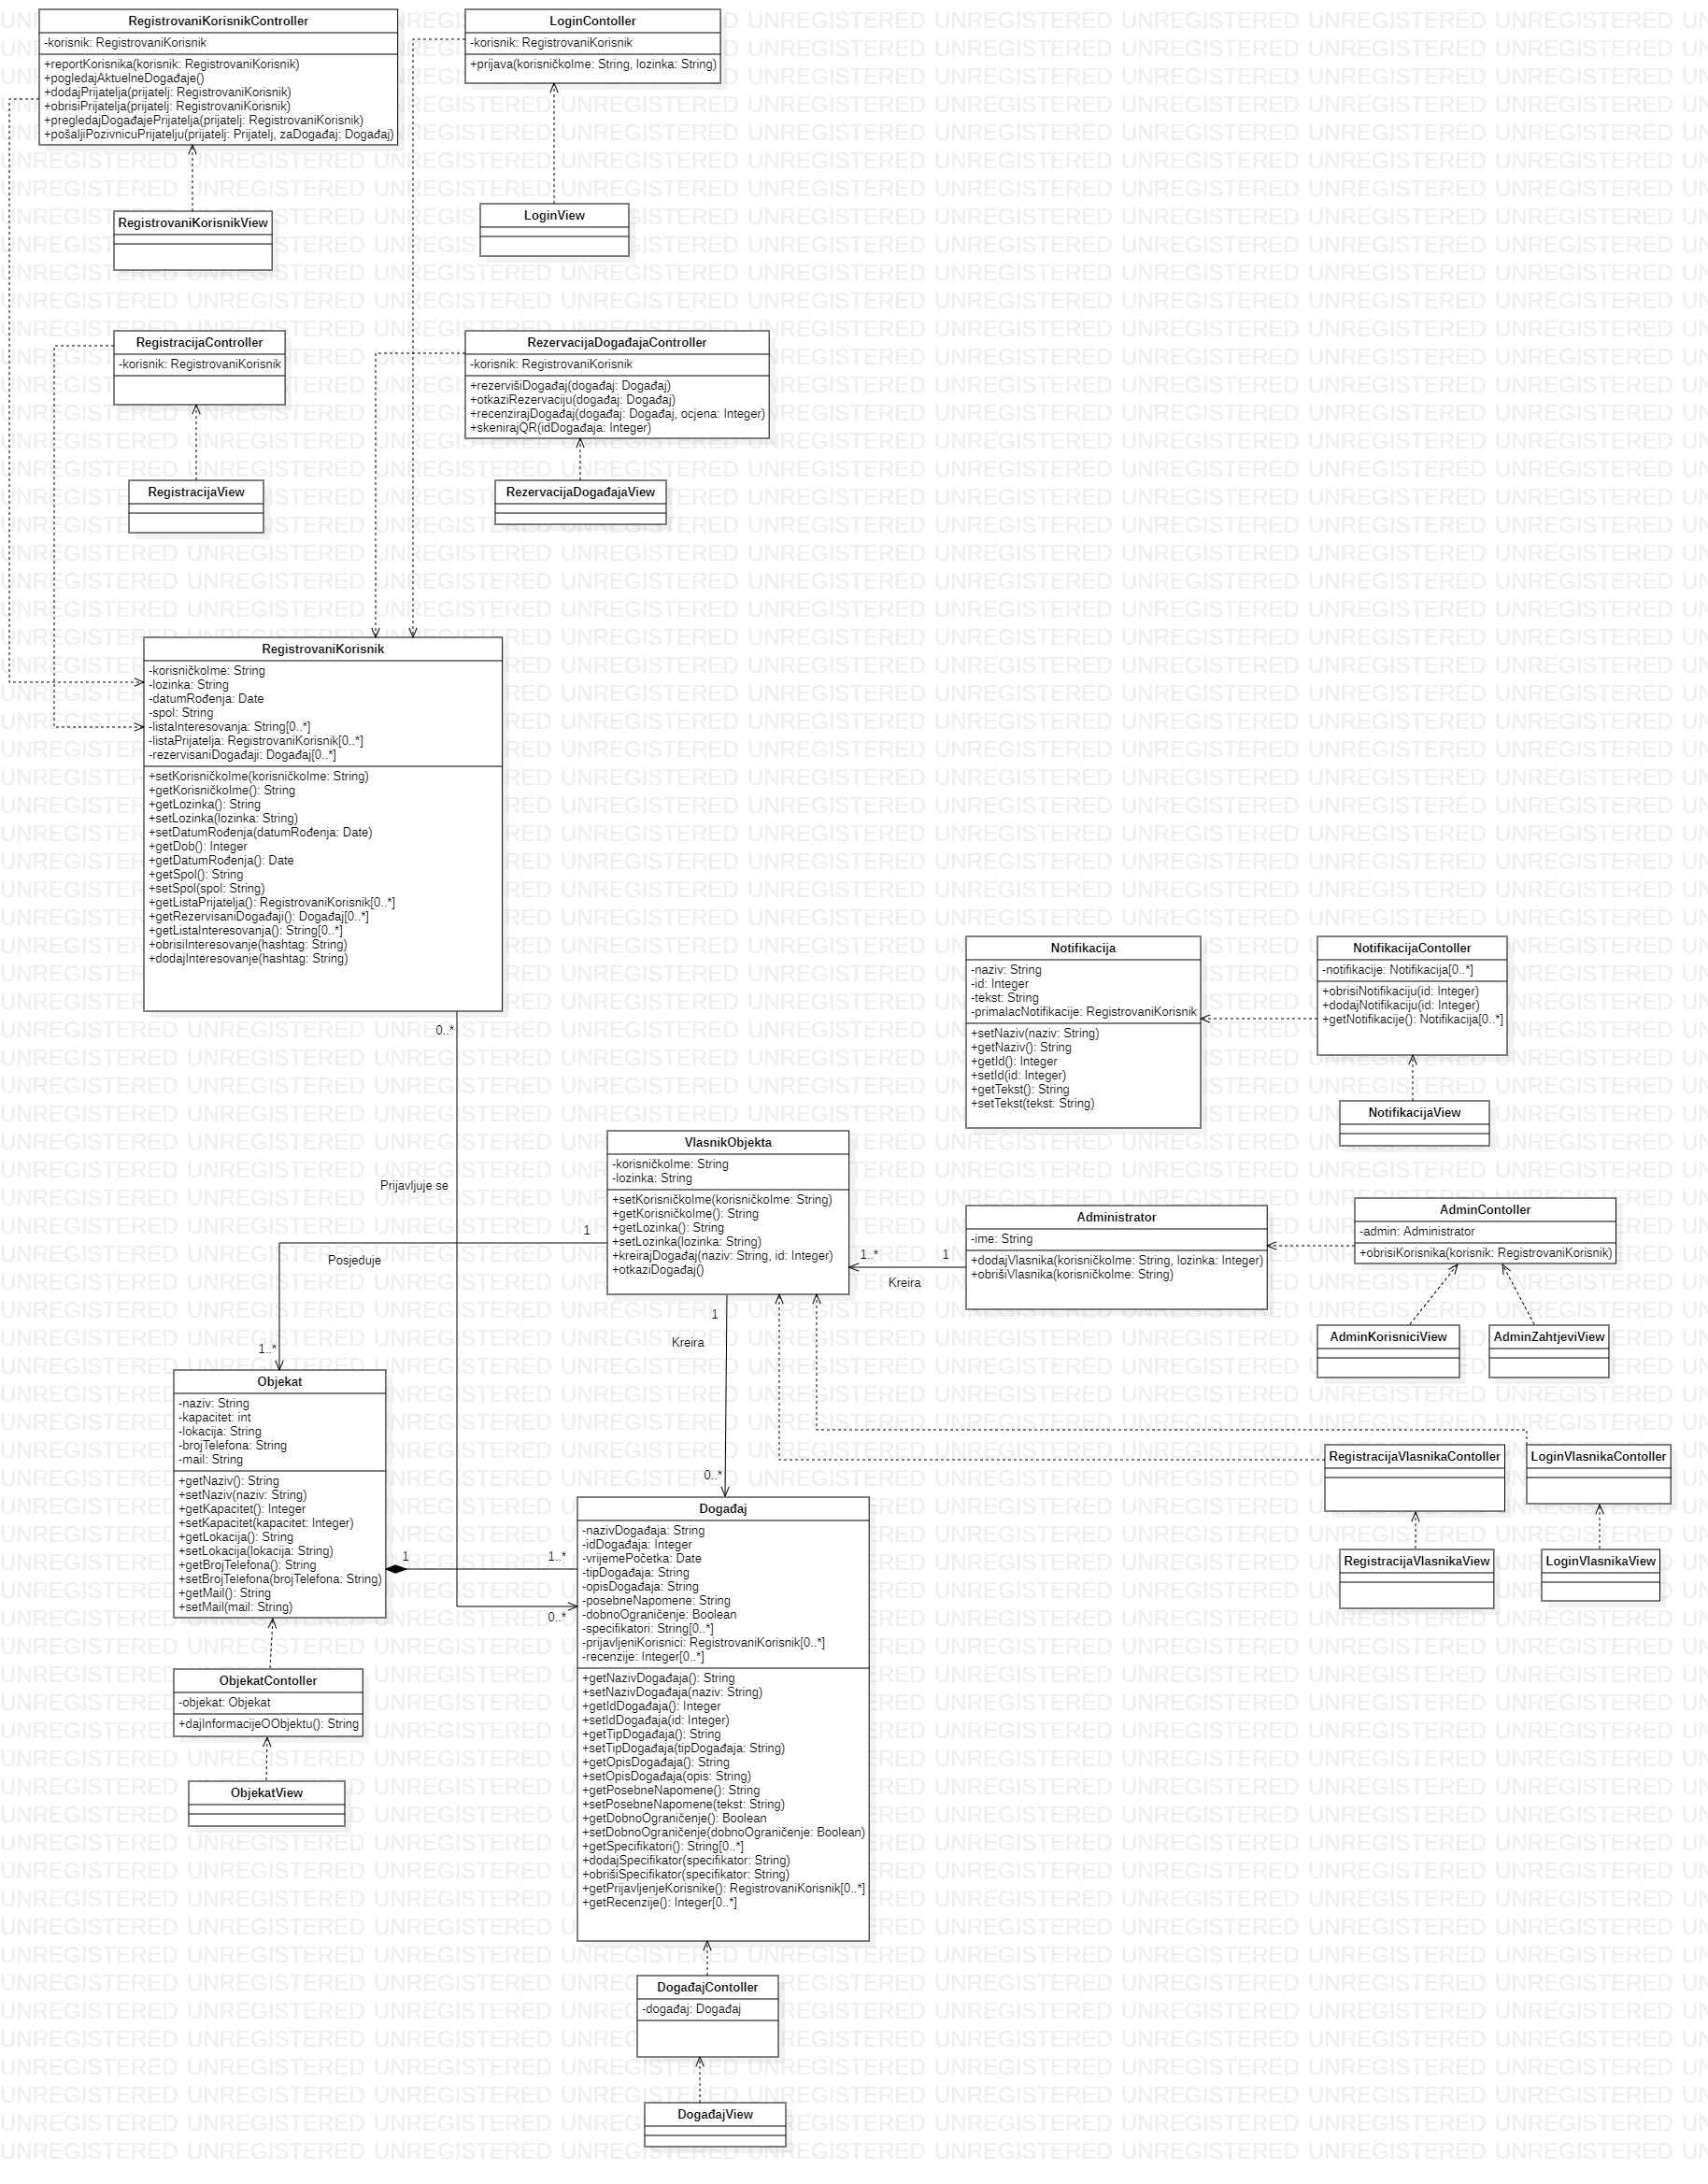 RegistrovaniKorisnikController
-korisnik: RegistrovaniKorisnik
+reportKorisnika(korisnik: RegistrovaniKorisnik)
+pogledajAktuelneDogađaje()
+dodajPrijatelja(prijatelj: RegistrovaniKorisnik)
+obrisiPrijatelja(prijatelj: RegistrovaniKorisnik)
+pregledajDogađajePrijatelja(prijatelj: RegistrovaniKorisnik)
+pošaljiPozivnicuPrijatelju(prijatelj: Prijatelj, zaDogađaj: Događaj)
LoginContoller
-korisnik: RegistrovaniKorisnik
+prijava(korisničkoIme: String, lozinka: String)
RegistrovaniKorisnikView
LoginView
RegistracijaController
-korisnik: RegistrovaniKorisnik
RezervacijaDogađajaController
-korisnik: RegistrovaniKorisnik
+rezervišiDogađaj(događaj: Događaj)
+otkaziRezervaciju(događaj: Događaj)
+recenzirajDogađaj(događaj: Događaj, ocjena: Integer)
+skenirajQR(idDogađaja: Integer)
RegistracijaView
RezervacijaDogađajaView
RegistrovaniKorisnik
-korisničkoIme: String
-lozinka: String
-datumRođenja: Date
-spol: String
-listaInteresovanja: String[0..*]
-listaPrijatelja: RegistrovaniKorisnik[0..*]
-rezervisaniDogađaji: Događaj[0..*]
+setKorisničkoIme(korisničkoIme: String)
+getKorisničkoIme(): String
+getLozinka(): String
+setLozinka(lozinka: String)
+setDatumRođenja(datumRođenja: Date)
+getDob(): Integer
+getDatumRođenja(): Date
+getSpol(): String
+setSpol(spol: String)
+getListaPrijatelja(): RegistrovaniKorisnik[0..*]
+getRezervisaniDogađaji(): Događaj[0..*]
+getListaInteresovanja(): String[0..*]
+obrisiInteresovanje(hashtag: String)
+dodajInteresovanje(hashtag: String)
0..*
Prijavljuje se
0..*
Notifikacija
-naziv: String
-id: Integer
-tekst: String
-primalacNotifikacije: RegistrovaniKorisnik
+setNaziv(naziv: String)
+getNaziv(): String
+getId(): Integer
+setId(id: Integer)
+getTekst(): String
+setTekst(tekst: String)
NotifikacijaContoller
-notifikacije: Notifikacija[0..*]
+obrisiNotifikaciju(id: Integer)
+dodajNotifikaciju(id: Integer)
+getNotifikacije(): Notifikacija[0..*]
NotifikacijaView
VlasnikObjekta
-korisničkoIme: String
-lozinka: String
+setKorisničkoIme(korisničkoIme: String)
+getKorisničkoIme(): String
+getLozinka(): String
+setLozinka(lozinka: String)
+kreirajDogađaj(naziv: String, id: Integer)
+otkaziDogađaj()
1
Posjeduje
1..*
1..*
1
Kreira
Administrator
-ime: String
+dodajVlasnika(korisničkoIme: String, lozinka: Integer)
+obrišiVlasnika(korisničkoIme: String)
AdminContoller
-admin: Administrator
+obrisiKorisnika(korisnik: RegistrovaniKorisnik)
AdminKorisniciView
AdminZahtjeviView
1
Kreira
0..*
Objekat
-naziv: String
-kapacitet: int
-lokacija: String
-brojTelefona: String
-mail: String
+getNaziv(): String
+setNaziv(naziv: String)
+getKapacitet(): Integer
+setKapacitet(kapacitet: Integer)
+getLokacija(): String
+setLokacija(lokacija: String)
+getBrojTelefona(): String
+setBrojTelefona(brojTelefona: String)
+getMail(): String
+setMail(mail: String)
1
1..*
RegistracijaVlasnikaContoller
LoginVlasnikaContoller
RegistracijaVlasnikaView
LoginVlasnikaView
Događaj
-nazivDogađaja: String
-idDogađaja: Integer
-vrijemePočetka: Date
-tipDogađaja: String
-opisDogađaja: String
-posebneNapomene: String
-dobnoOgraničenje: Boolean
-specifikatori: String[0..*]
-prijavljeniKorisnici: RegistrovaniKorisnik[0..*]
-recenzije: Integer[0..*]
+getNazivDogađaja(): String
+setNazivDogađaja(naziv: String)
+getIdDogađaja(): Integer
+setIdDogađaja(id: Integer)
+getTipDogađaja(): String
+setTipDogađaja(tipDogađaja: String)
+getOpisDogađaja(): String
+setOpisDogađaja(opis: String)
+getPosebneNapomene(): String
+setPosebneNapomene(tekst: String)
+getDobnoOgraničenje(): Boolean
+setDobnoOgraničenje(dobnoOgraničenje: Boolean)
+getSpecifikatori(): String[0..*]
+dodajSpecifikator(specifikator: String)
+obrišiSpecifikator(specifikator: String)
+getPrijavljenjeKorisnike(): RegistrovaniKorisnik[0..*]
+getRecenzije(): Integer[0..*]
ObjekatContoller
-objekat: Objekat
+dajInformacijeOObjektu(): String
ObjekatView
DogađajContoller
-događaj: Događaj
DogađajView